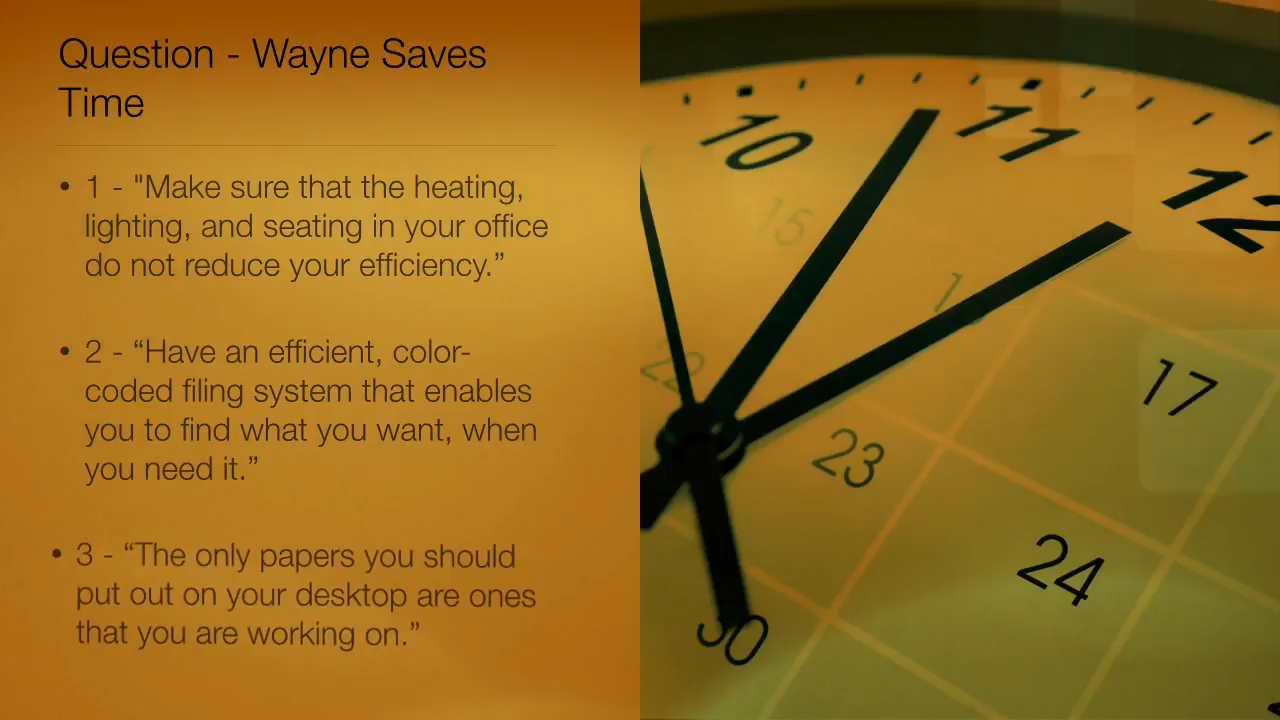 Question - Wayne Saves
Time
• 1 - "Make sure that the heating,
lighting, and seating in your office
do not reduce your efficiency.”
• 2 - “Have an efficient, color-
coded filing system that enables
you to find what you want, when
you need it.”
• 3 - “The only papers you should
put out on your desktop are ones
that you are working on.”
10
11
12
15
17
22
23
24
30